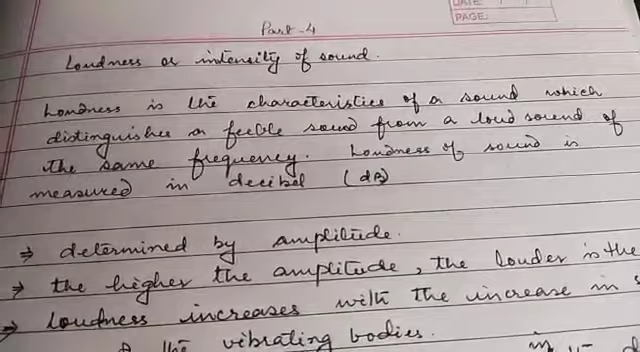 DATE: / /
PAGE:
Part-4
Loudness or intensity of sound.
Loudness is the characteristics of a sound which
distinguishes a feeble sound from a loud sound of
the same frequency. Loudness of sound is
measured in decibel (dB)
⇒ determined by amplitude.
⇒ the higher the amplitude, the louder is the
⇒ loudness increases with the increase in s
the vibrating bodies.
in